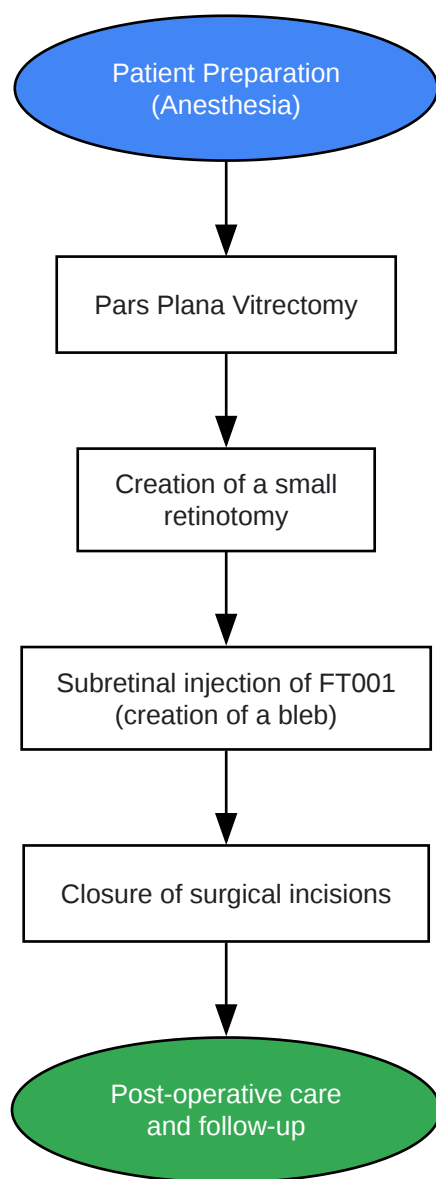 Patient Preparation
(Anesthesia)
Pars Plana Vitrectomy
Creation of a small
retinotomy
Subretinal injection of FT001
(creation of a bleb)
Closure of surgical incisions
Post-operative care
and follow-up